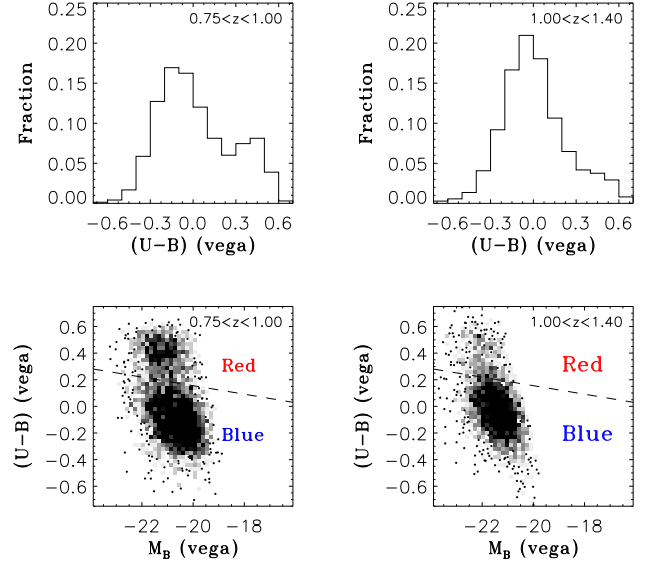 0.75<z<1.00
0.25
0.20
0.15
0.10
0.05
0.00
Fraction
−0.6−0.3 0.0 0.3 0.6
(U−B) (vega)
1.00<z<1.40
0.25
0.20
0.15
0.10
0.05
0.00
Fraction
−0.6−0.3 0.0 0.3 0.6
(U−B) (vega)
0.75<z<1.00
0.6
0.4
0.2
0.0
−0.2
−0.4
−0.6
(U−B) (vega)
Red
Blue
−22 −20 −18
M_B (vega)
1.00<z<1.40
0.6
0.4
0.2
0.0
−0.2
−0.4
−0.6
(U−B) (vega)
Red
Blue
−22 −20 −18
M_B (vega)